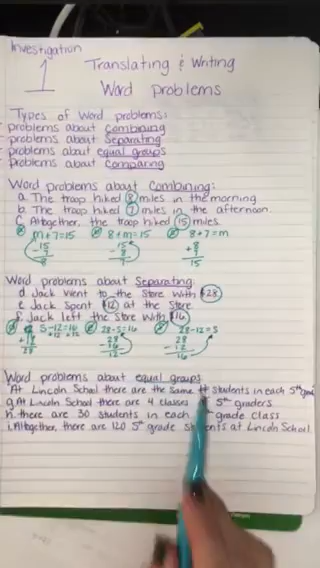 Investigation
1 Translating & Writing
Word problems
Types of Word problems:
problems about combining
problems about separating
problems about equal groups
problems about comparing
Word problems about combining:
a. The troop hiked 8 miles in the morning
b. The troop hiked 7 miles in the afternoon.
c. Altogether, the troop hiked 15 miles.
m+7=15 8+m=15 8+7=m
-15 15 +8
7 -8 7
8 7 15
Word problems about Separating
d Jack went to the store with $28
e Jack spent $12 at the store
f. Jack left the store with $16
S-12=16 28-S=16 28-12=S
+12 +12
+12 -28 28
28 -16 -12
12 16
Word problems about equal groups
At Lincoln School there are the same # students in each 5th
g. At Lincoln School there are 4 classes 5th graders
h. there are 30 students in each grade class
i. Altogether, there are 120 5th grade at Lincoln School